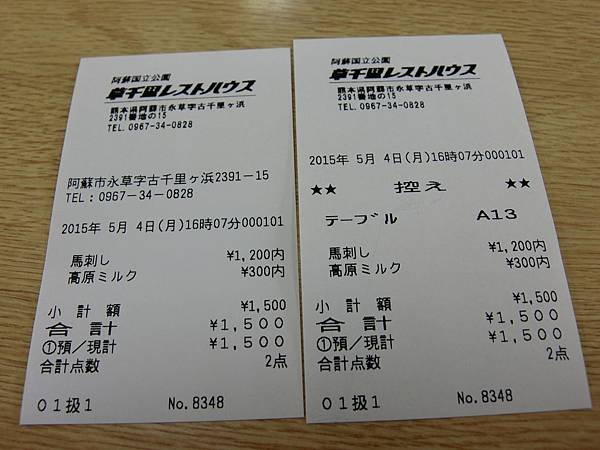 阿蘇国立公園
草千里レストハウス
熊本県阿蘇市永草字古千里ヶ浜
2391番地の15
TEL.0967-34-0828
阿蘇市永草字古千里ヶ浜2391-15
TEL:0967-34-0828
2015年 5月 4日(月)16時07分000101
馬刺し ¥1,200内
高原ミルク ¥300内
小 計 額 ¥1,500
合 計 ¥1,500
①預/現計 ¥1,500
合計点数 2点
01扱1 No.8348
阿蘇国立公園
草千里レストハウス
熊本県阿蘇市永草字古千里ヶ浜
2391番地の15
TEL.0967-34-0828
2015年 5月 4日(月)16時07分000101
★★ 控え ★★
テーブル A13
馬刺し ¥1,200内
高原ミルク ¥300内
小 計 額 ¥1,500
合 計 ¥1,500
①預/現計 ¥1,500
合計点数 2点
01扱1 No.8348